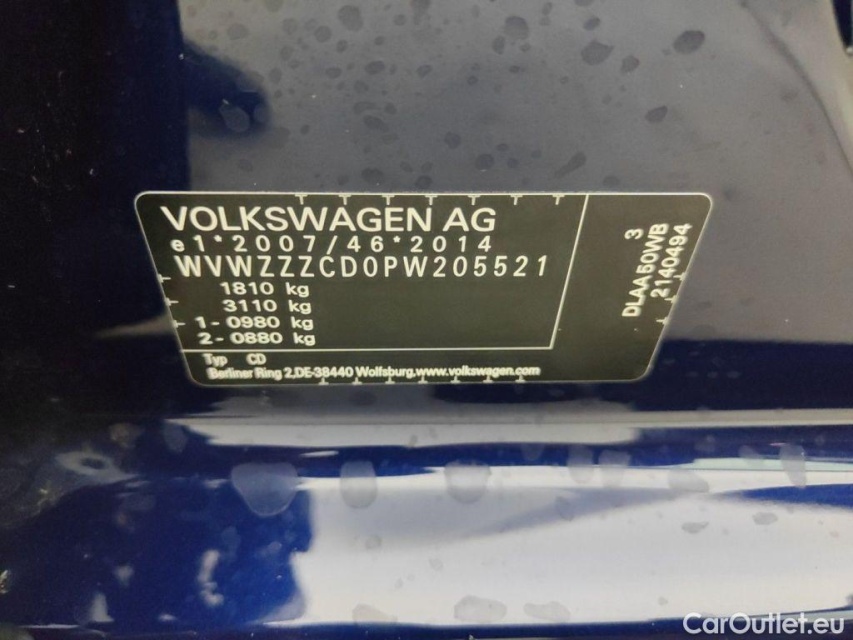 VOLKSWAGEN AG
e1*2007/46*2014
WVWZZZCD0PW205521
1810 kg
3110 kg
1-0980 kg
2-0880 kg
Typ CD
Berliner Ring 2,DE-38440 Wolfsburg,www.volkswagen.com
3
DLAA50WB
2140494
CarOutlet.eu